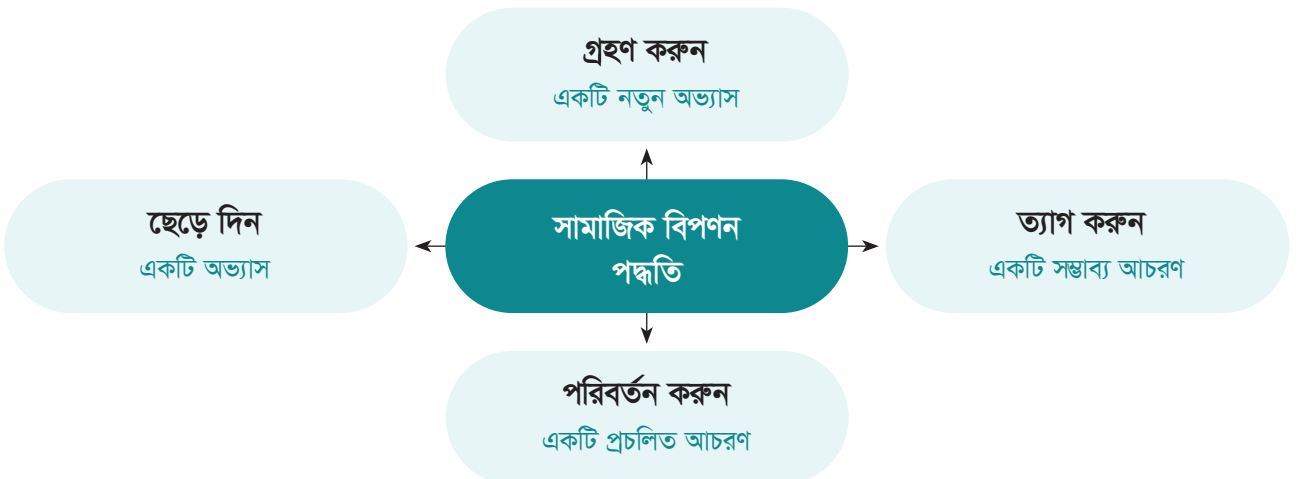 গ্রহণ করুন
একটি নতুন অভ্যাস
ছেড়ে দিন
একটি অভ্যাস
সামাজিক বিপণন
পদ্ধতি
ত্যাগ করুন
একটি সম্ভাব্য আচরণ
পরিবর্তন করুন
একটি প্রচলিত আচরণ